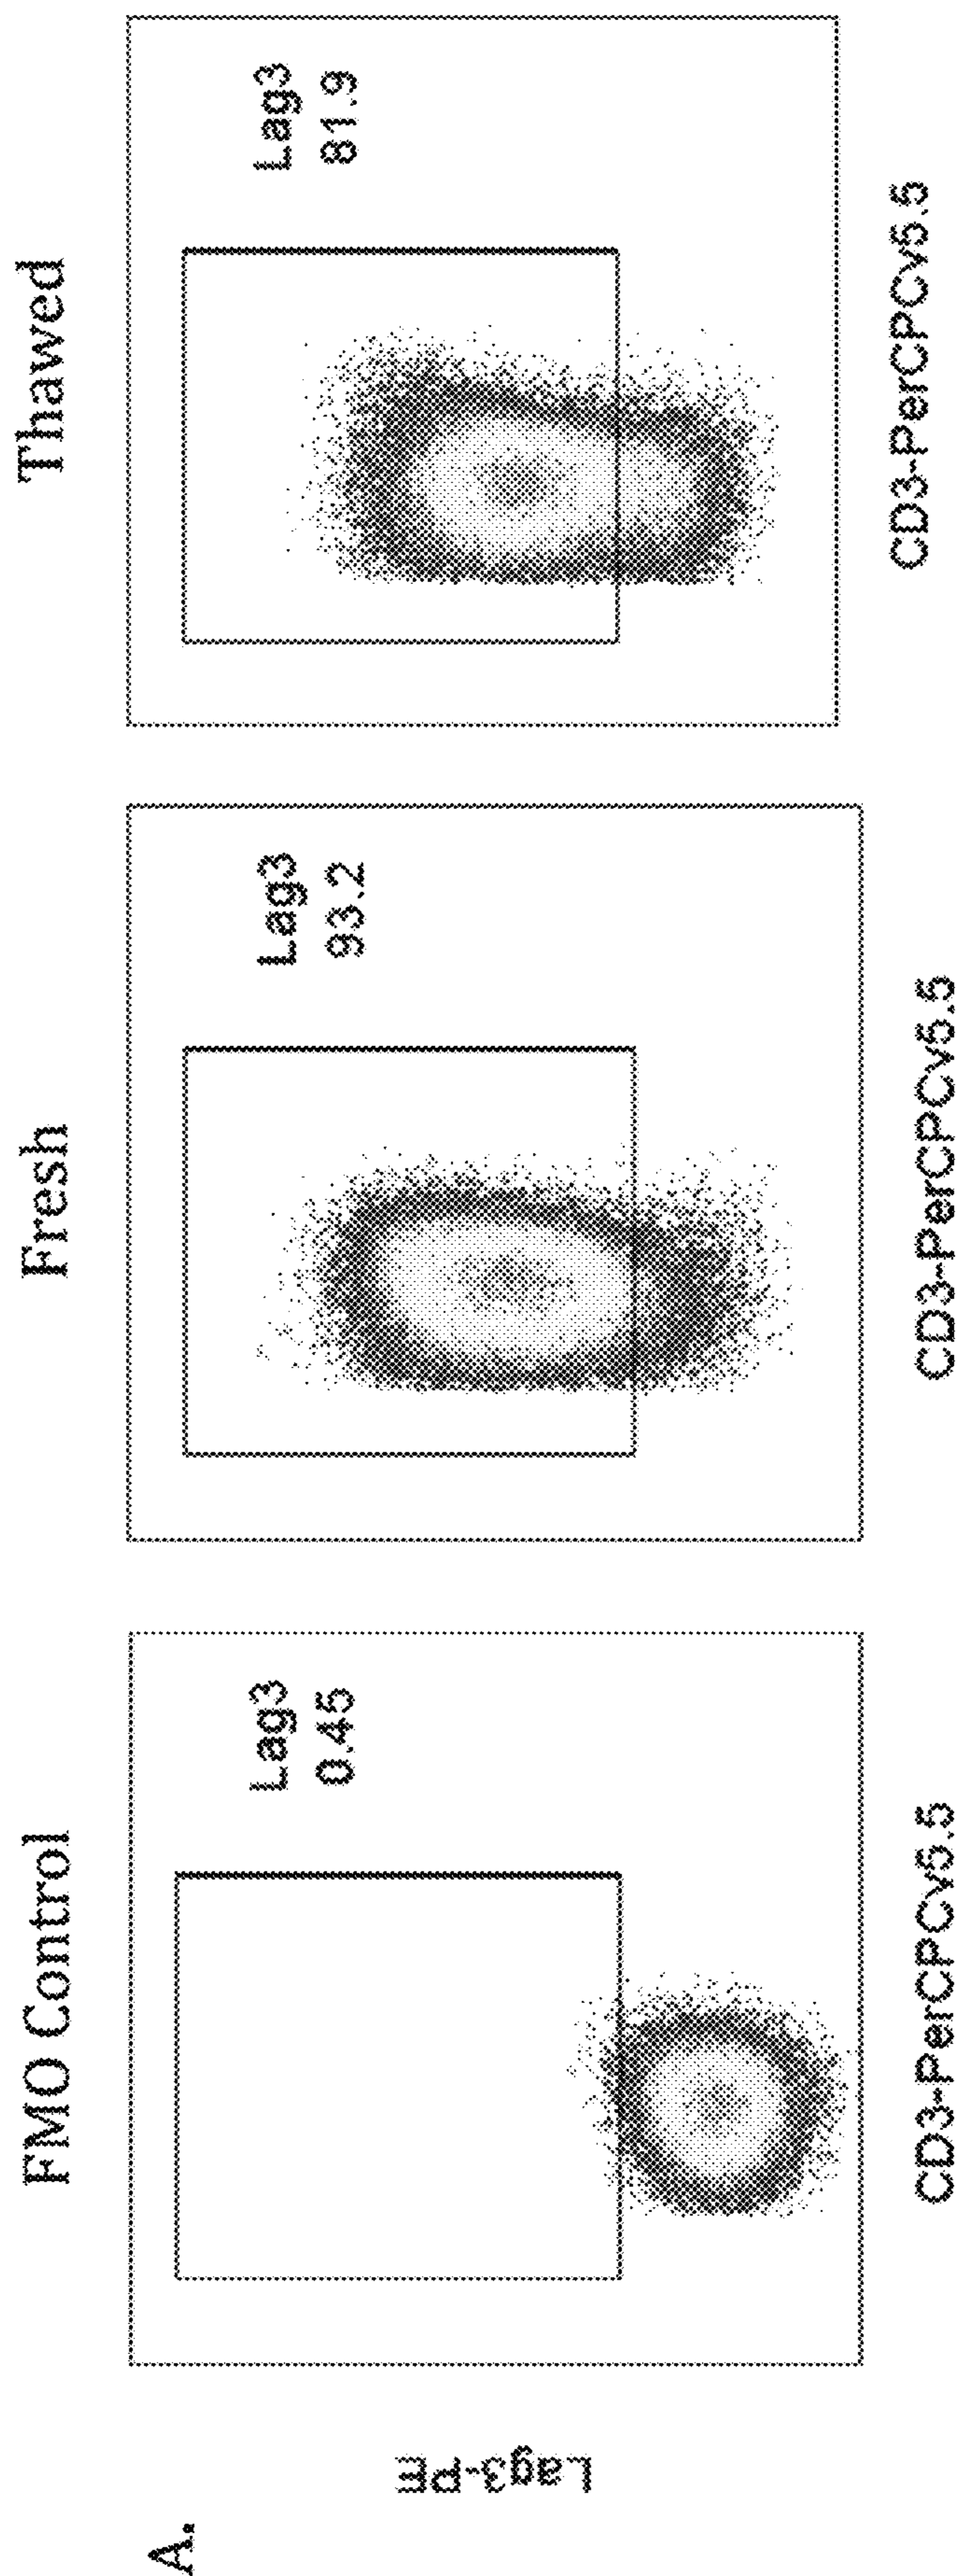 A.
FMO Control
Fresh
Thawed
Lag3-PE
Lag3
0.45
Lag3
93.2
Lag3
81.9
CD3-PerCPCy5.5
CD3-PerCPCy5.5
CD3-PerCPCy5.5